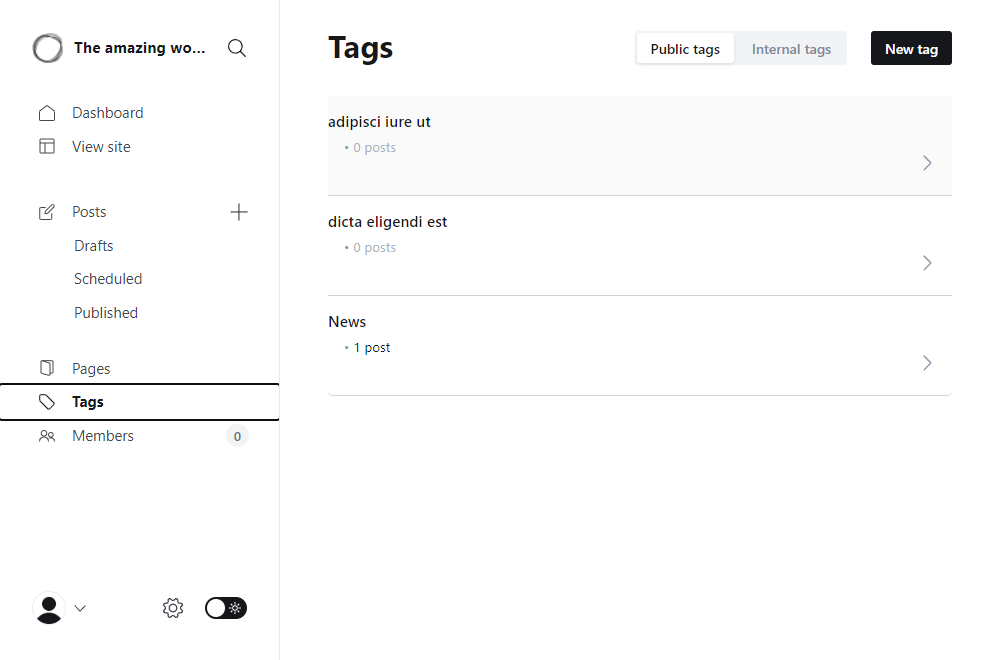 The amazing wo...
Dashboard
View site
Posts
Drafts
Scheduled
Published
Pages
Tags
Members
0
Tags
Public tags
Internal tags
New tag
adipisci iure ut
• 0 posts
dicta eligendi est
• 0 posts
News
• 1 post